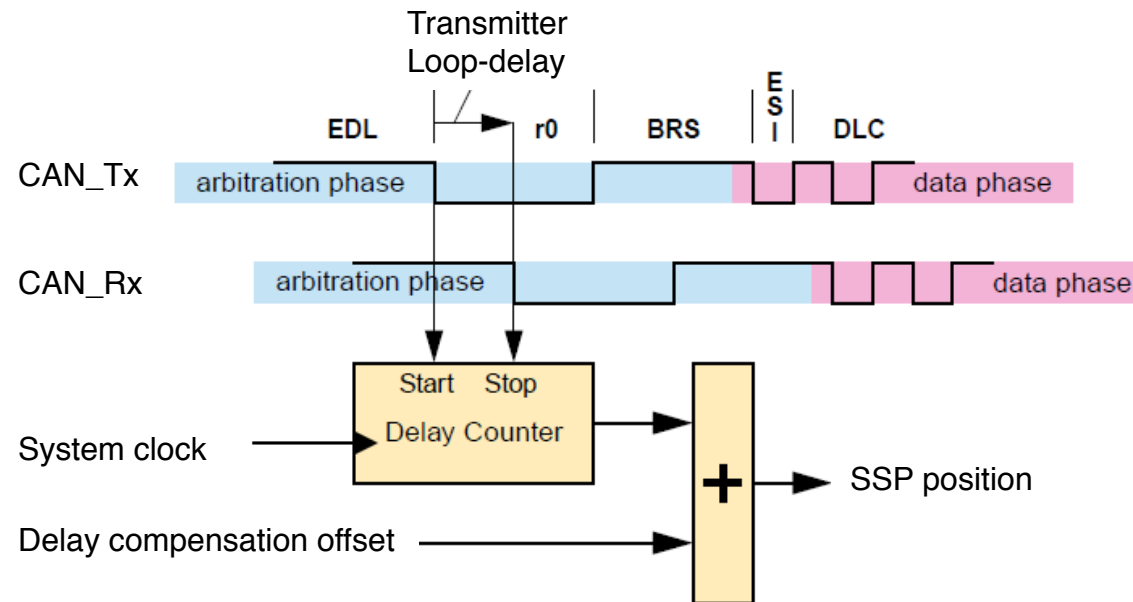 Transmitter
Loop-delay
E
S
I
EDL
r0
BRS
DLC
CAN_Tx
arbitration phase
data phase
CAN_Rx
arbitration phase
data phase
Start Stop
Delay Counter
System clock
+
SSP position
Delay compensation offset